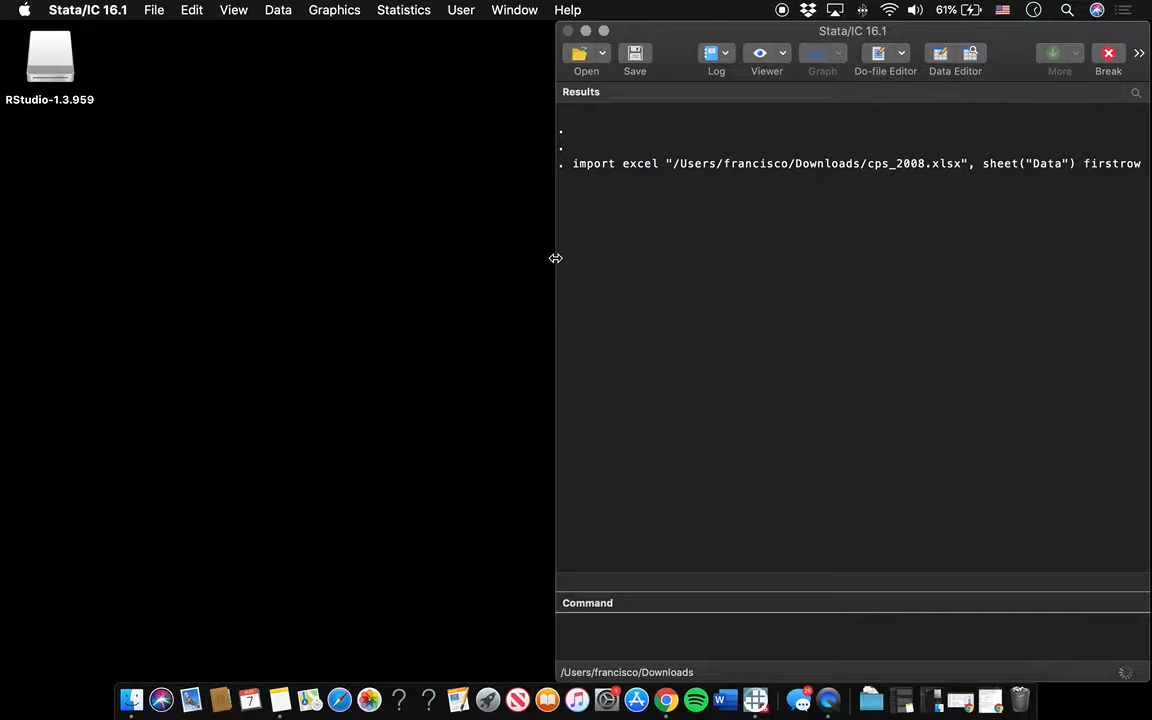 Stata/IC 16.1 File Edit View Data Graphics Statistics User Window Help 61%
RStudio-1.3.959
Stata/IC 16.1
Open Save Log Viewer Graph Do-file Editor Data Editor More Break
Results
.
.
. import excel "/Users/francisco/Downloads/cps_2008.xlsx", sheet("Data") firstrow
Command
/Users/francisco/Downloads